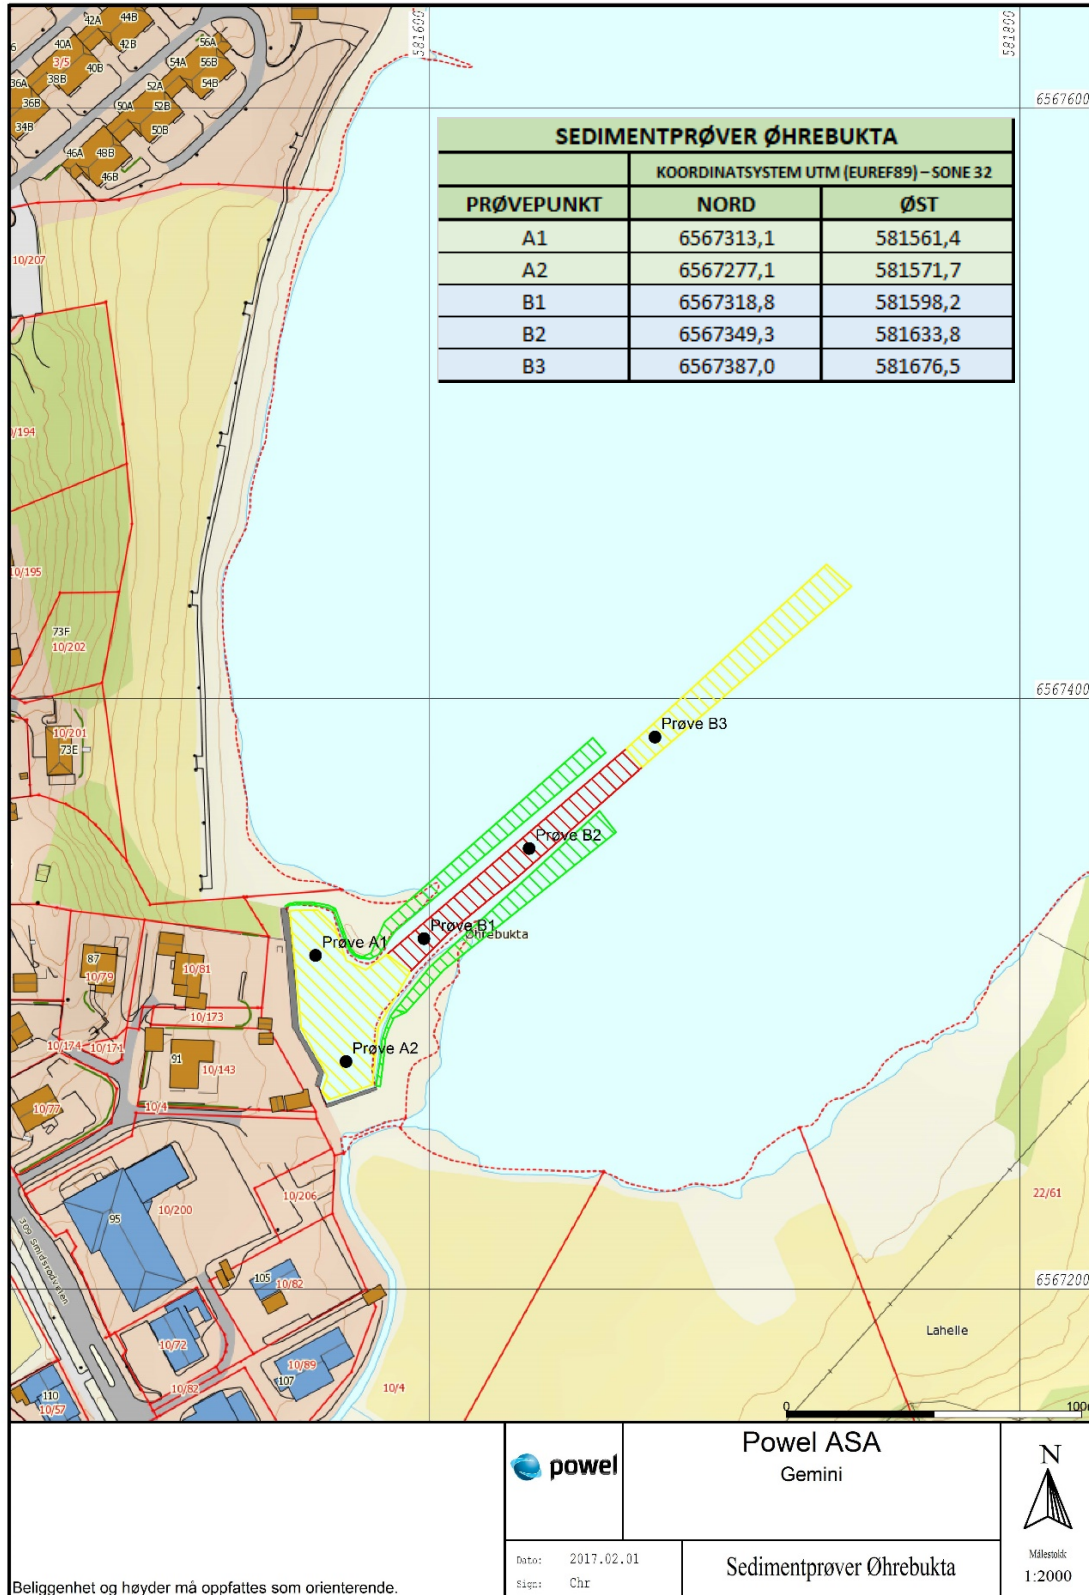 581600
581800
6567600
42A
44B
40A
42B
3/5
40B
38B
36A
36B
34B
56A
54A
56B
54B
52A
52B
50A
50B
46A
48B
46B
SEDIMENTPRØVER ØHREBUKTA
KOORDINATSYSTEM UTM (EUREF89) – SONE 32
PRØVEPUNKT NORD ØST
A1 6567313,1 581561,4
A2 6567277,1 581571,7
B1 6567318,8 581598,2
B2 6567349,3 581633,8
B3 6567387,0 581676,5
10/207
/194
10/195
73F
10/202
6567400
10/201
73E
Prøve B3
Prøve B2
Prøve B1
Øhrebukta
Prøve A1
Prøve A2
87
10/79
10/81
10/173
10/174
10/171
91
10/143
10/77
10/4
10/206
10/200
95
22/61
309 Smidsrødveien
105
10/82
6567200
10/72
10/89
107
10/82
10/4
110
10/57
Lahelle
0
100
powel
Powel ASA
Gemini
N
Målestokk
1:2000
Dato: 2017.02.01
Sign: Chr
Sedimentprøver Øhrebukta
Beliggenhet og høyder må oppfattes som orienterende.